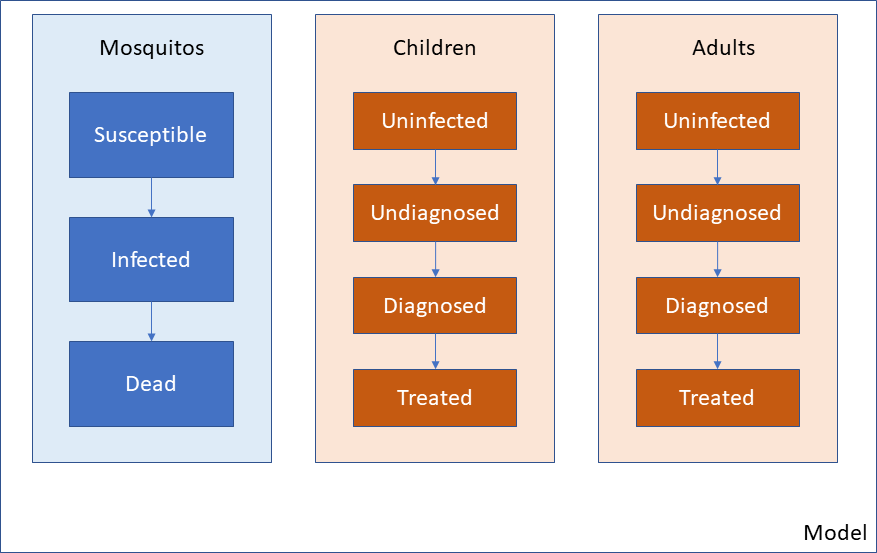 Mosquitos
Susceptible
Infected
Dead
Children
Uninfected
Undiagnosed
Diagnosed
Treated
Adults
Uninfected
Undiagnosed
Diagnosed
Treated
Model